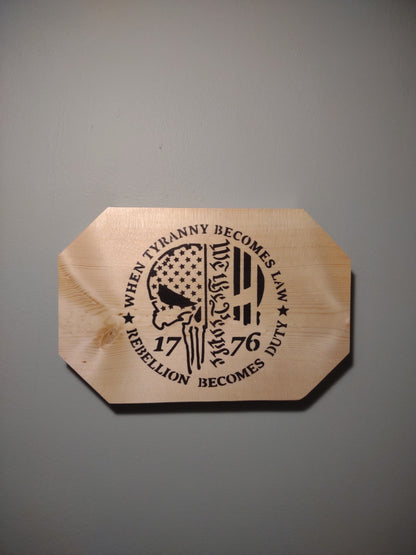 WHEN TYRANNY BECOMES LAW
We The People
17 76
REBELLION BECOMES DUTY